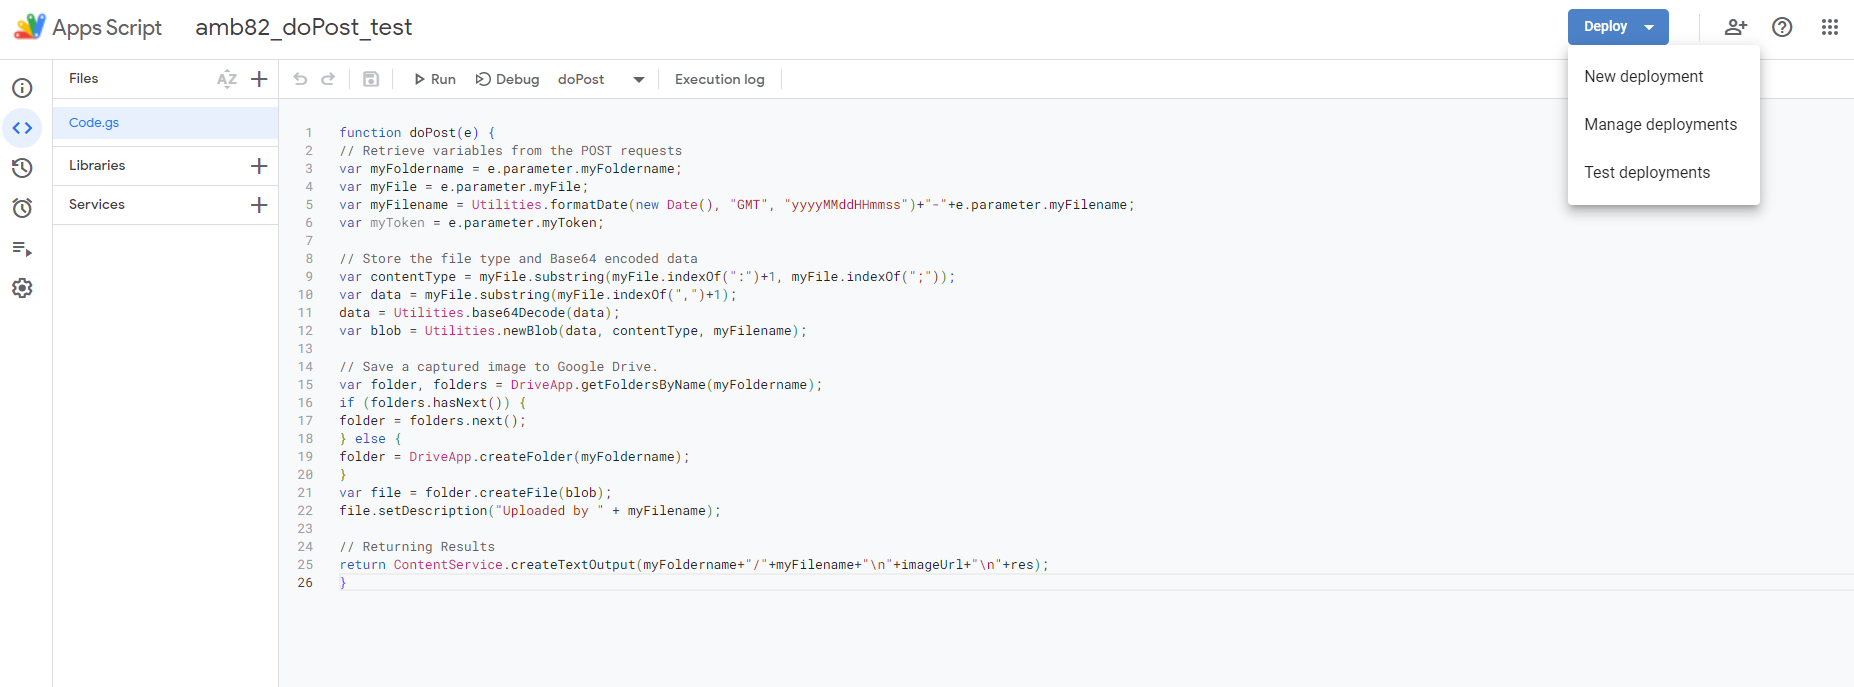 Apps Script
amb82_doPost_test
Deploy
New deployment
Manage deployments
Test deployments
Files
AZ
Run
Debug
doPost
Execution log
Code.gs
Libraries
Services
1 function doPost(e) {
2 // Retrieve variables from the POST requests
3 var myFoldername = e.parameter.myFoldername;
4 var myFile = e.parameter.myFile;
5 var myFilename = Utilities.formatDate(new Date(), "GMT", "yyyyMMddHHmmss")+"-"+e.parameter.myFilename;
6 var myToken = e.parameter.myToken;
7
8 // Store the file type and Base64 encoded data
9 var contentType = myFile.substring(myFile.indexOf(":")+1, myFile.indexOf(";"));
10 var data = myFile.substring(myFile.indexOf(",")+1);
11 data = Utilities.base64Decode(data);
12 var blob = Utilities.newBlob(data, contentType, myFilename);
13
14 // Save a captured image to Google Drive.
15 var folder, folders = DriveApp.getFoldersByName(myFoldername);
16 if (folders.hasNext()) {
17 folder = folders.next();
18 } else {
19 folder = DriveApp.createFolder(myFoldername);
20 }
21 var file = folder.createFile(blob);
22 file.setDescription("Uploaded by " + myFilename);
23
24 // Returning Results
25 return ContentService.createTextOutput(myFoldername+"/"+myFilename+"\n"+imageUrl+"\n"+res);
26 }